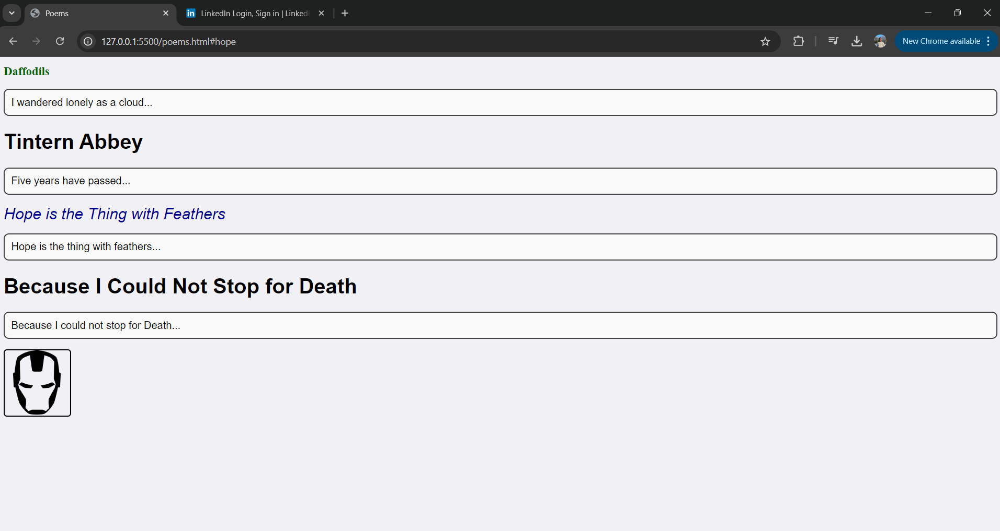 Poems
in LinkedIn Login, Sign in | Linked
127.0.0.1:5500/poems.html#hope
New Chrome available
Daffodils
I wandered lonely as a cloud...
Tintern Abbey
Five years have passed...
Hope is the Thing with Feathers
Hope is the thing with feathers...
Because I Could Not Stop for Death
Because I could not stop for Death...